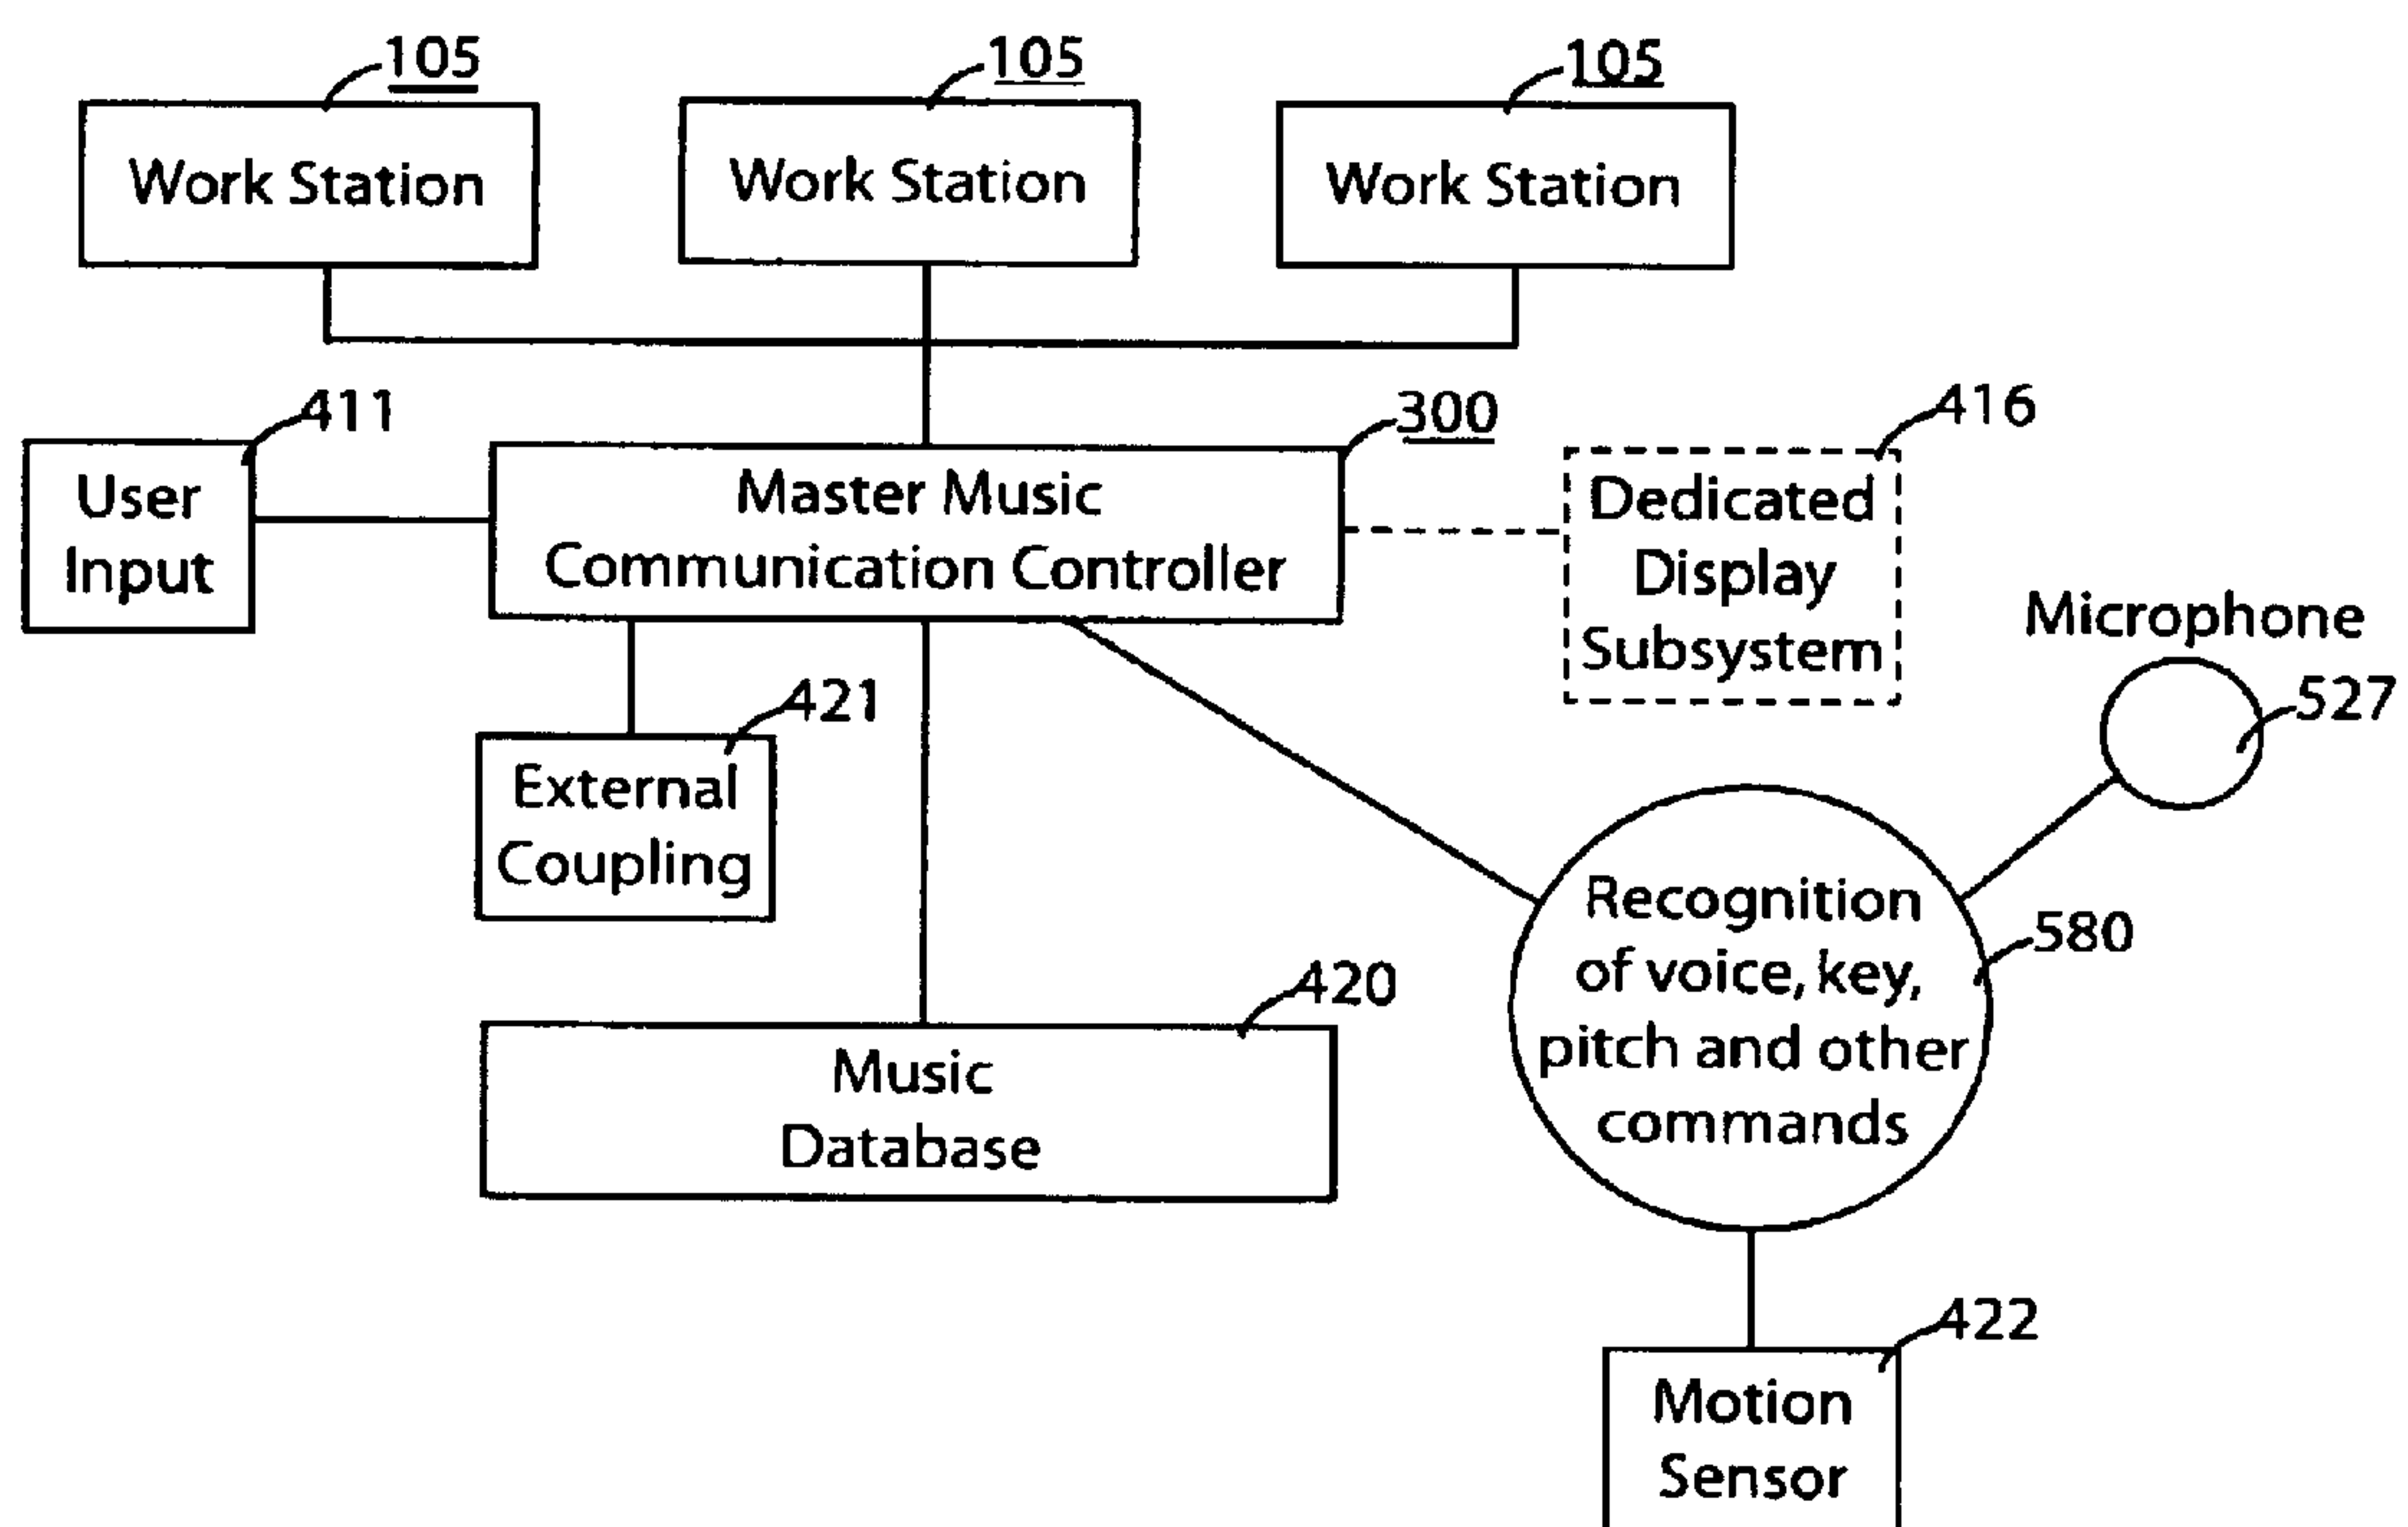 105
105
105
Work Station
Work Station
Work Station
411
300
416
User
Input
Master Music
Communication Controller
Dedicated
Display
Subsystem
Microphone
527
421
External
Coupling
Recognition
of voice, key,
pitch and other
commands
580
420
Music
Database
422
Motion
Sensor